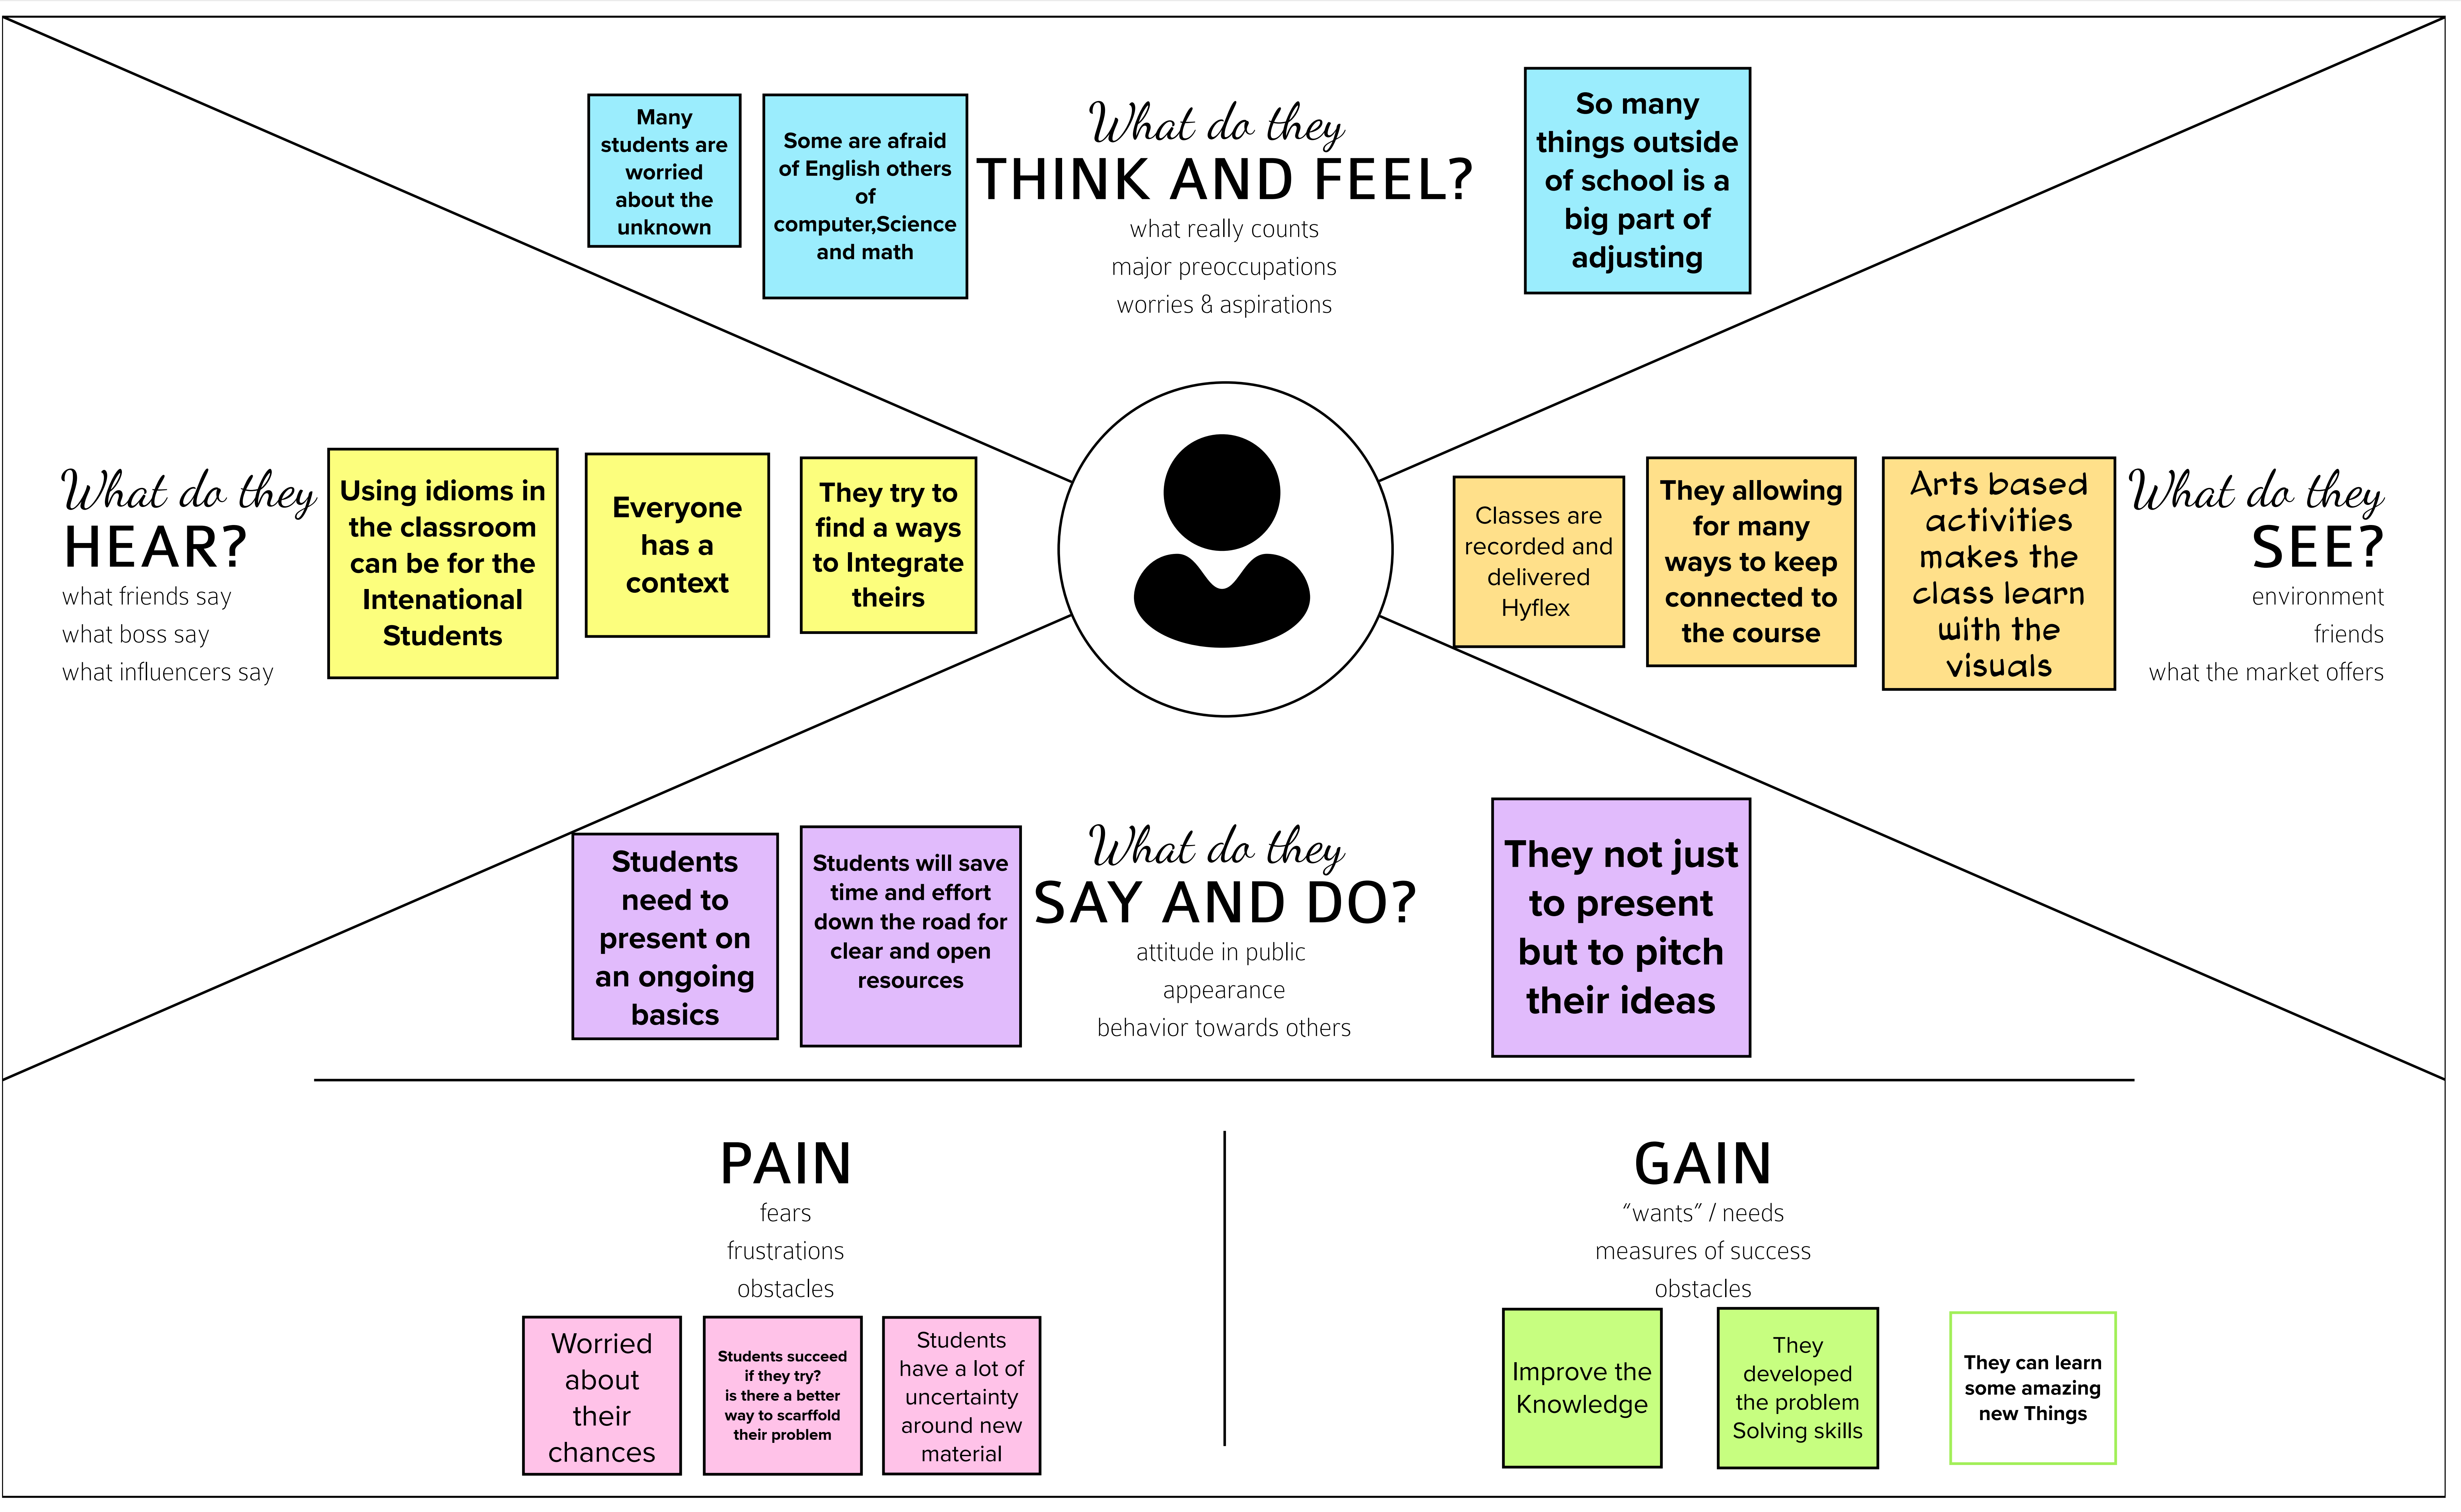 Many
students are
worried
about the
unknown
Some are afraid
of English others
of
computer,Science
and math
What do they
THINK AND FEEL?
what really counts
major preoccupations
worries & aspirations
So many
things outside
of school is a
big part of
adjusting
What do they
HEAR?
what friends say
what boss say
what influencers say
Using idioms in
the classroom
can be for the
Intenational
Students
Everyone
has a
context
They try to
find a ways
to Integrate
theirs
Classes are
recorded and
delivered
Hyflex
They allowing
for many
ways to keep
connected to
the course
Arts based
activities
makes the
class learn
with the
visuals
What do they
SEE?
environment
friends
what the market offers
Students
need to
present on
an ongoing
basics
Students will save
time and effort
down the road for
clear and open
resources
What do they
SAY AND DO?
attitude in public
appearance
behavior towards others
They not just
to present
but to pitch
their ideas
PAIN
fears
frustrations
obstacles
Worried
about
their
chances
Students succeed
if they try?
is there a better
way to scarffold
their problem
Students
have a lot of
uncertainty
around new
material
GAIN
“wants” / needs
measures of success
obstacles
Improve the
Knowledge
They
developed
the problem
Solving skills
They can learn
some amazing
new Things